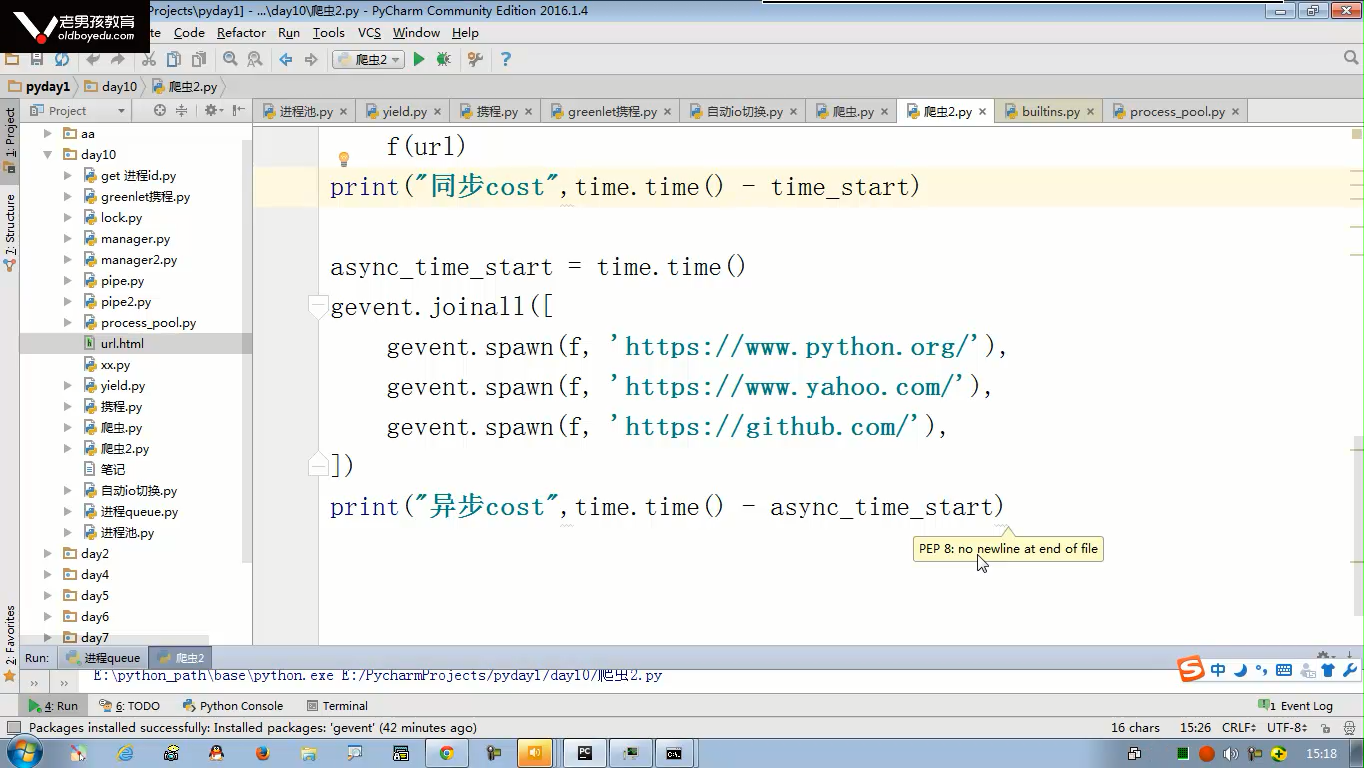 老男孩教育
oldboyedu.com
Projects\pyday1] - ...\day10\爬虫2.py - PyCharm Community Edition 2016.1.4
te Code Refactor Run Tools VCS Window Help
爬虫2
pyday1 day10 爬虫2.py
Project
进程池.py yield.py 携程.py greenlet携程.py 自动io切换.py 爬虫.py 爬虫2.py builtins.py process_pool.py
1: Project
7: Structure
2: Favorites
aa
day10
get 进程id.py
greenlet携程.py
lock.py
manager.py
manager2.py
pipe.py
pipe2.py
process_pool.py
url.html
xx.py
yield.py
携程.py
爬虫.py
爬虫2.py
笔记
自动io切换.py
进程queue.py
进程池.py
day2
day4
day5
day6
day7
f(url)
print("同步cost",time.time() - time_start)
async_time_start = time.time()
gevent.joinall([
gevent.spawn(f, 'https://www.python.org/'),
gevent.spawn(f, 'https://www.yahoo.com/'),
gevent.spawn(f, 'https://github.com/'),
])
print("异步cost",time.time() - async_time_start)
PEP 8: no newline at end of file
Run: 进程queue 爬虫2
E:\python_path\base\python.exe E:/PycharmProjects/pyday1/day10/爬虫2.py
中
4: Run 6: TODO Python Console Terminal 1 Event Log
Packages installed successfully: Installed packages: 'gevent' (42 minutes ago) 16 chars 15:26 CRLF UTF-8
15:18